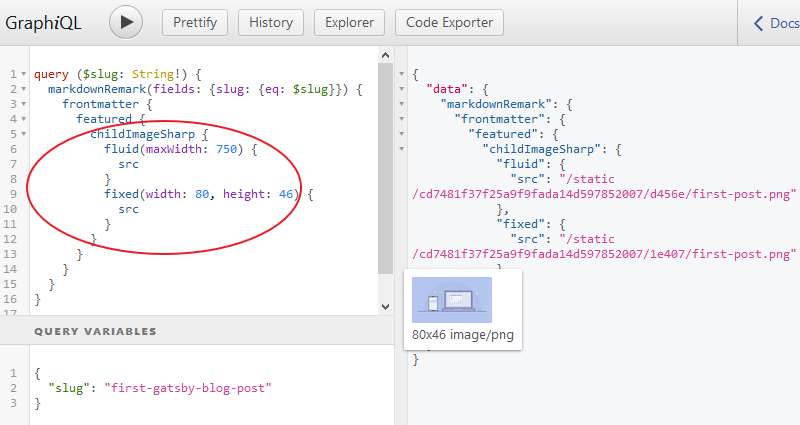 GraphiQL
Prettify
History
Explorer
Code Exporter
Docs
1 query ($slug: String!) {
2 markdownRemark(fields: {slug: {eq: $slug}}) {
3 frontmatter {
4 featured {
5 childImageSharp {
6 fluid(maxWidth: 750) {
7 src
8 }
9 fixed(width: 80, height: 46) {
10 src
11 }
12 }
13 }
14 }
15 }
16 }
17
QUERY VARIABLES
1 {
2 "slug": "first-gatsby-blog-post"
3 }
{
"data": {
"markdownRemark": {
"frontmatter": {
"featured": {
"childImageSharp": {
"fluid": {
"src": "/static
/cd7481f37f25a9f9fada14d597852007/d456e/first-post.png"
},
"fixed": {
"src": "/static
/cd7481f37f25a9f9fada14d597852007/1e407/first-post.png"
80x46 image/png
}